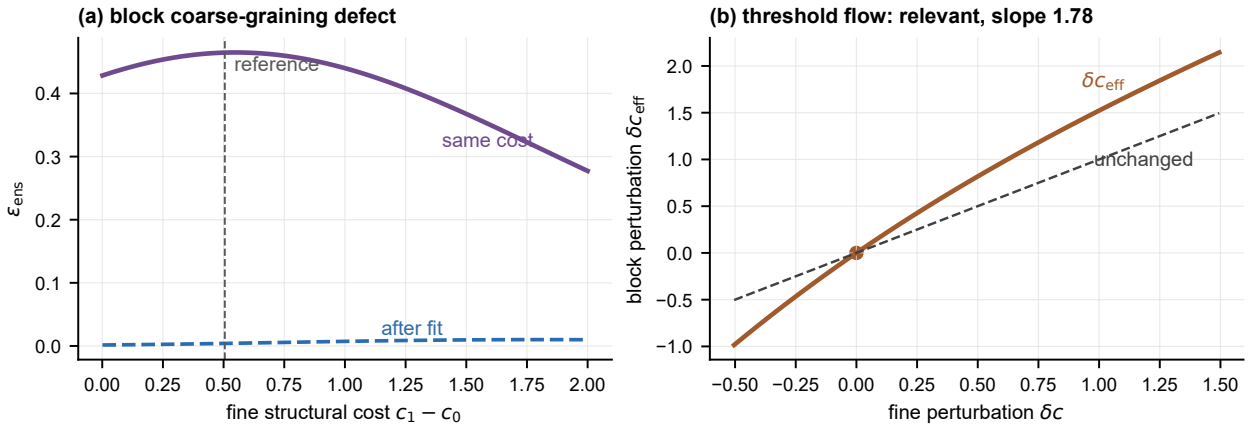 (a) block coarse-graining defect
0.4
0.3
0.2
0.1
0.0
ε_ens
reference
same cost
after fit
0.00 0.25 0.50 0.75 1.00 1.25 1.50 1.75 2.00
fine structural cost c₁ − c₀
(b) threshold flow: relevant, slope 1.78
2.0
1.5
1.0
0.5
0.0
−0.5
−1.0
block perturbation δc_eff
δc_eff
unchanged
−0.50 −0.25 0.00 0.25 0.50 0.75 1.00 1.25 1.50
fine perturbation δc